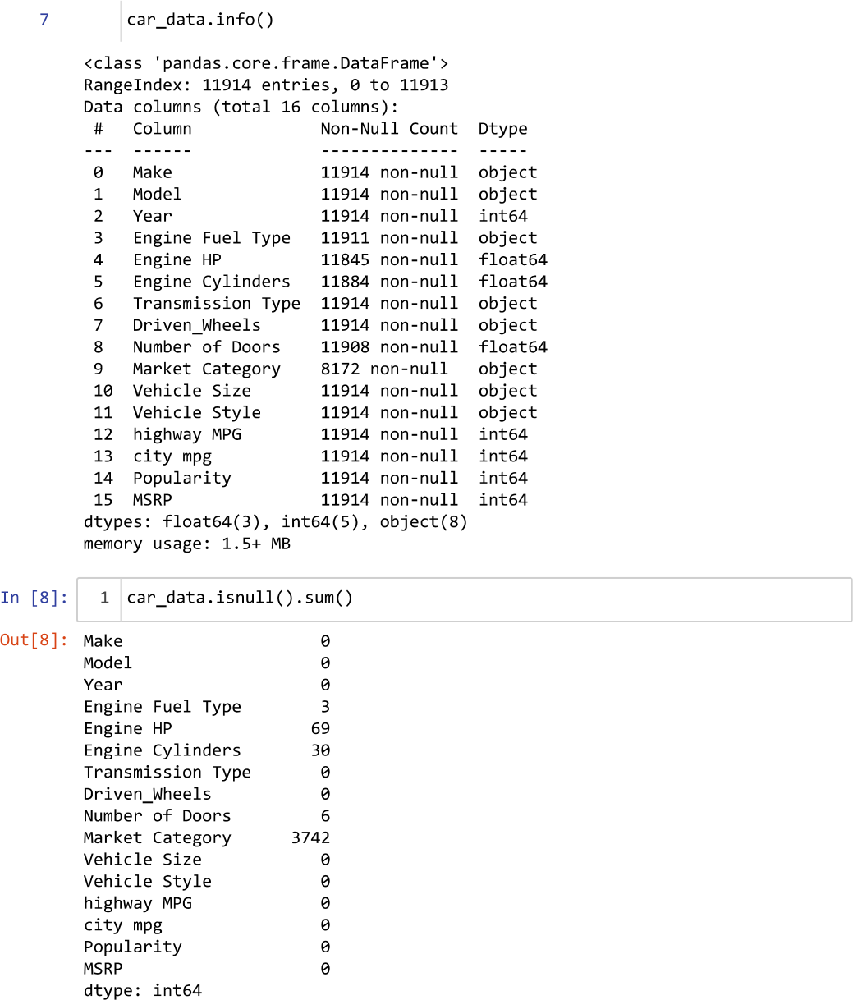 7 car_data.info()
<class 'pandas.core.frame.DataFrame'>
RangeIndex: 11914 entries, 0 to 11913
Data columns (total 16 columns):
 #   Column             Non-Null Count  Dtype
---  ------             --------------  -----
 0   Make               11914 non-null  object
 1   Model              11914 non-null  object
 2   Year               11914 non-null  int64
 3   Engine Fuel Type   11911 non-null  object
 4   Engine HP          11845 non-null  float64
 5   Engine Cylinders   11884 non-null  float64
 6   Transmission Type  11914 non-null  object
 7   Driven_Wheels      11914 non-null  object
 8   Number of Doors    11908 non-null  float64
 9   Market Category    8172 non-null   object
 10  Vehicle Size       11914 non-null  object
 11  Vehicle Style      11914 non-null  object
 12  highway MPG        11914 non-null  int64
 13  city mpg           11914 non-null  int64
 14  Popularity         11914 non-null  int64
 15  MSRP               11914 non-null  int64
dtypes: float64(3), int64(5), object(8)
memory usage: 1.5+ MB
In [8]: 1 car_data.isnull().sum()
Out[8]: Make                    0
Model                   0
Year                    0
Engine Fuel Type        3
Engine HP              69
Engine Cylinders       30
Transmission Type       0
Driven_Wheels           0
Number of Doors         6
Market Category      3742
Vehicle Size            0
Vehicle Style           0
highway MPG             0
city mpg                0
Popularity              0
MSRP                    0
dtype: int64